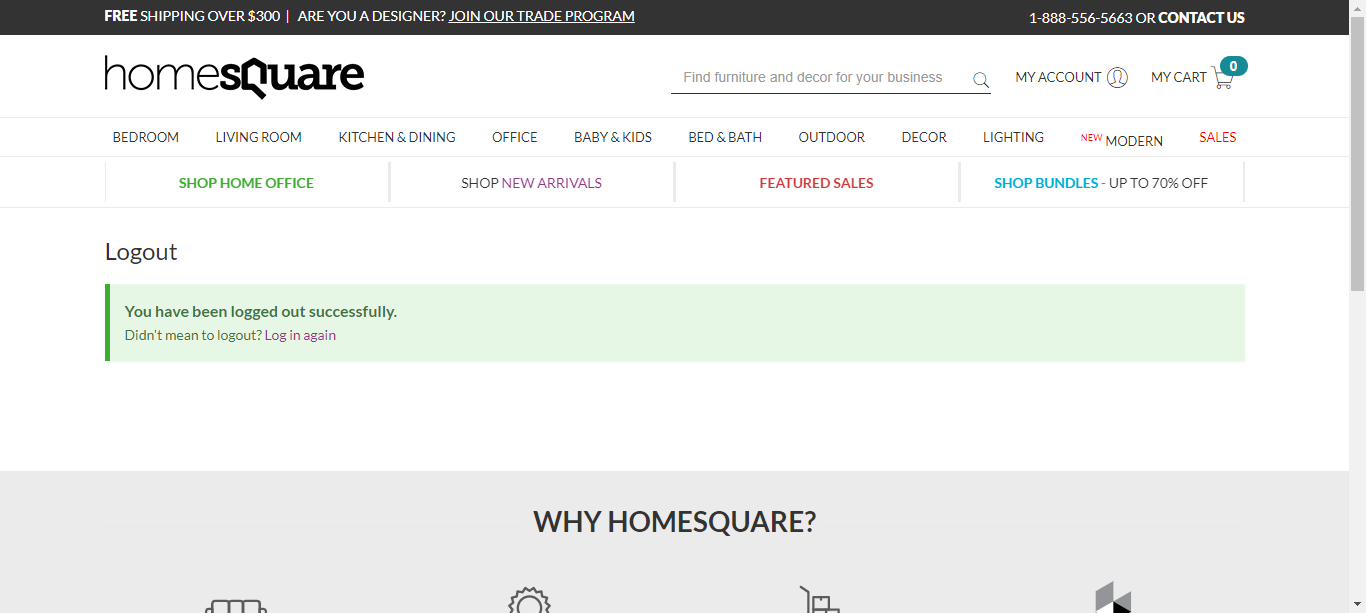 FREE SHIPPING OVER $300 | ARE YOU A DESIGNER? JOIN OUR TRADE PROGRAM
1-888-556-5663 OR CONTACT US
homesquare
Find furniture and decor for your business
MY ACCOUNT
MY CART
0
BEDROOM
LIVING ROOM
KITCHEN & DINING
OFFICE
BABY & KIDS
BED & BATH
OUTDOOR
DECOR
LIGHTING
NEW MODERN
SALES
SHOP HOME OFFICE
SHOP NEW ARRIVALS
FEATURED SALES
SHOP BUNDLES - UP TO 70% OFF
Logout
You have been logged out successfully.
Didn't mean to logout? Log in again
WHY HOMESQUARE?